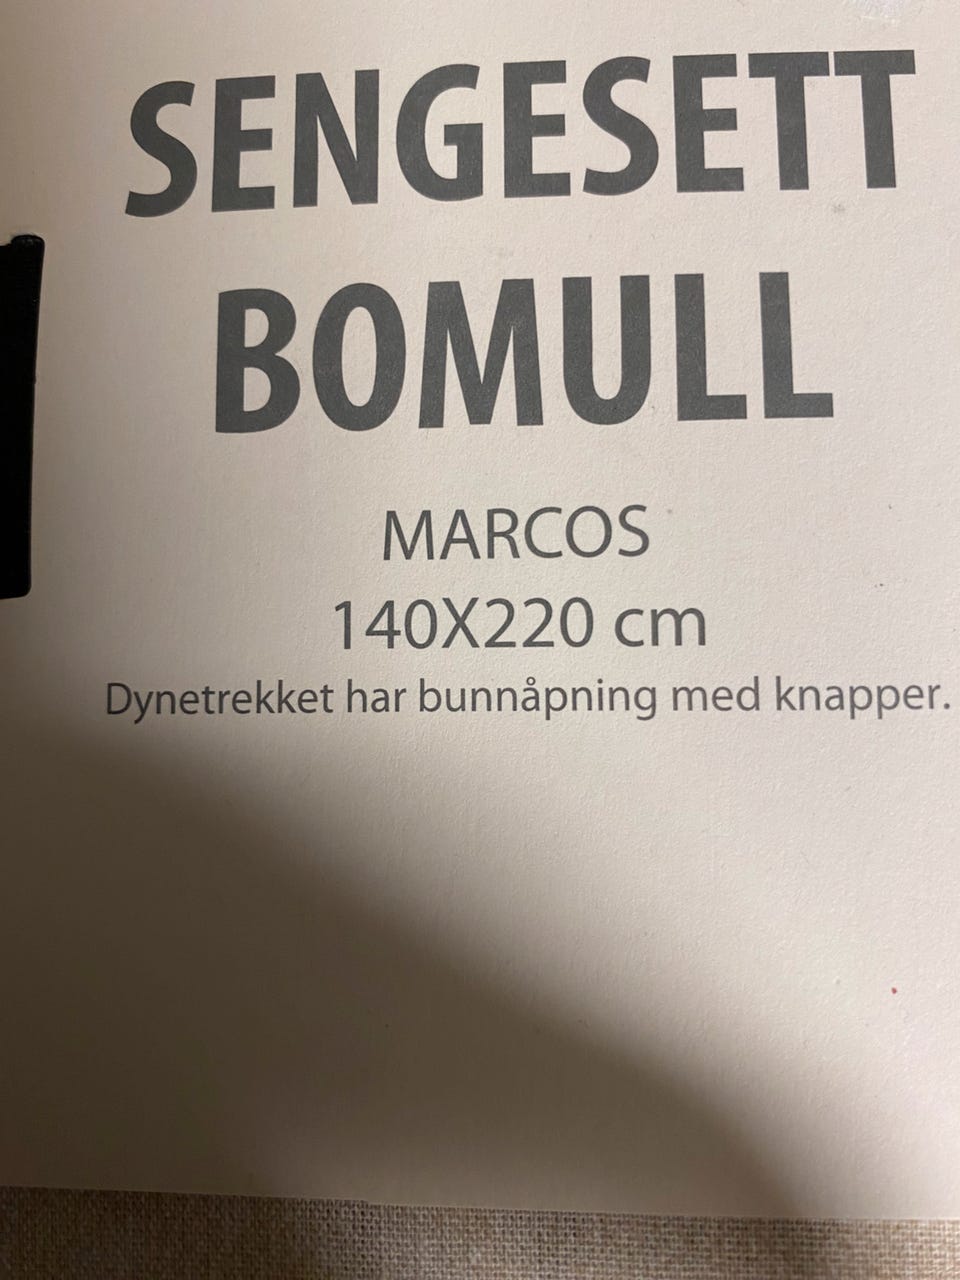 SENGESETT
BOMULL
MARCOS
140X220 cm
Dynetrekket har bunnåpning med knapper.